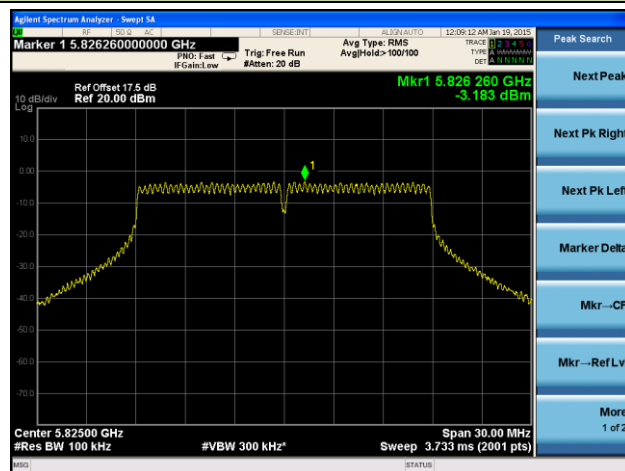 Agilent Spectrum Analyzer - Swept SA
RF 50 Ω AC SENSE:INT ALIGN AUTO 12:09:12 AM Jan 19, 2015
Marker 1 5.826260000000 GHz
PNO: Fast
IFGain:Low
Trig: Free Run
#Atten: 20 dB
Avg Type: RMS
Avg|Hold:>100/100
TRACE 1 2 3 4 5 6
TYPE A WWWWW
DET A N N N N N
Peak Search
Mkr1 5.826 260 GHz
-3.183 dBm
Ref Offset 17.5 dB
10 dB/div Ref 20.00 dBm
Log
10.0
0.00
-10.0
-20.0
-30.0
-40.0
-50.0
-60.0
-70.0
1
Center 5.82500 GHz Span 30.00 MHz
#Res BW 100 kHz #VBW 300 kHz* Sweep 3.733 ms (2001 pts)
MSG STATUS
Next Peak
Next Pk Right
Next Pk Left
Marker Delta
Mkr→CF
Mkr→Ref Lv
More
1 of 2